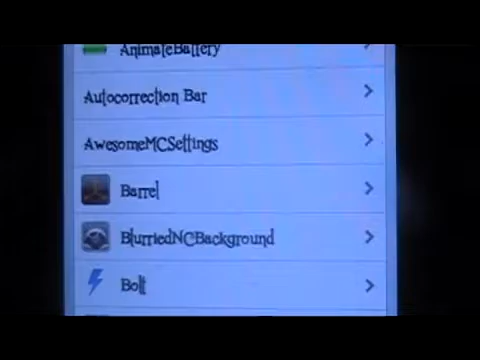 AnimateBattery
Autocorrection Bar
AwesomeMCSettings
Barrel
BlurriedNCBackground
Bolt